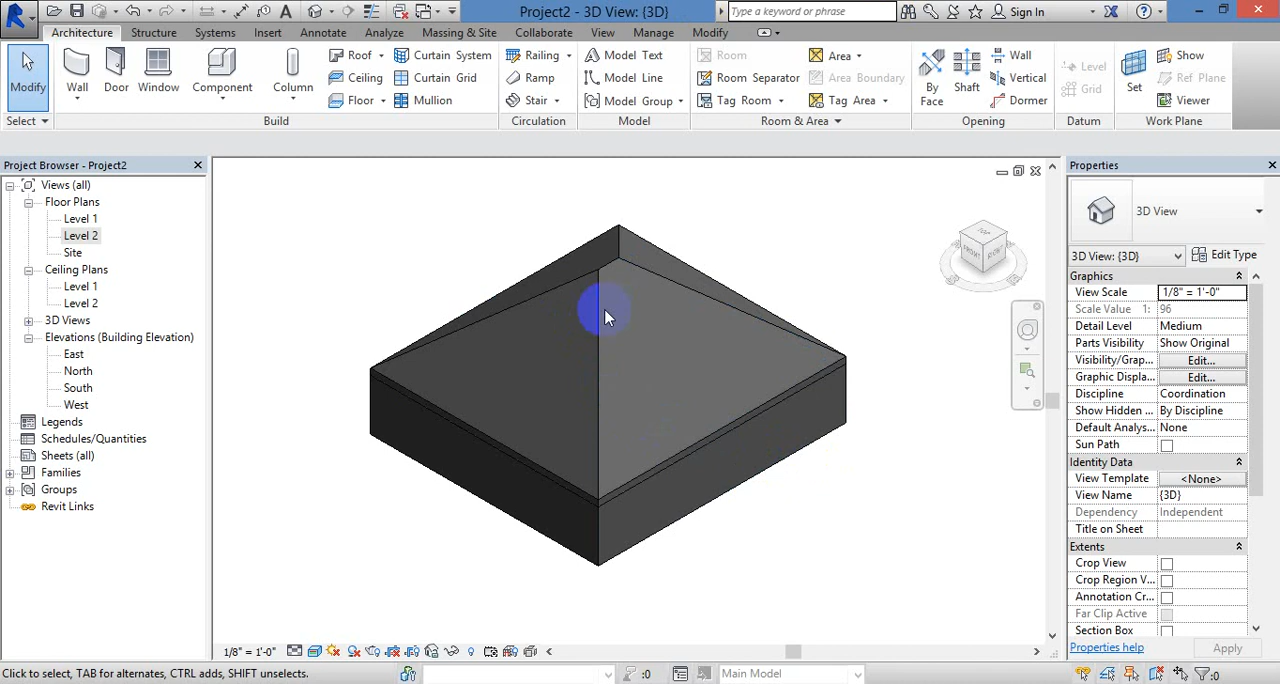 Project2 - 3D View: {3D}
Type a keyword or phrase
Sign In
Architecture Structure Systems Insert Annotate Analyze Massing & Site Collaborate View Manage Modify
Modify
Wall
Door
Window
Component
Column
Roof
Ceiling
Floor
Curtain System
Curtain Grid
Mullion
Railing
Ramp
Stair
Model Text
Model Line
Model Group
Room
Room Separator
Tag Room
Area
Area Boundary
Tag Area
By
Face
Shaft
Wall
Vertical
Dormer
Level
Grid
Set
Show
Ref Plane
Viewer
Select Build Circulation Model Room & Area Opening Datum Work Plane
Project Browser - Project2
Views (all)
Floor Plans
Level 1
Level 2
Site
Ceiling Plans
Level 1
Level 2
3D Views
Elevations (Building Elevation)
East
North
South
West
Legends
Schedules/Quantities
Sheets (all)
Families
Groups
Revit Links
TOP
FRONT
RIGHT
Properties
3D View
3D View: {3D} Edit Type
Graphics
View Scale 1/8" = 1'-0"
Scale Value 1: 96
Detail Level Medium
Parts Visibility Show Original
Visibility/Grap... Edit...
Graphic Displa... Edit...
Discipline Coordination
Show Hidden ... By Discipline
Default Analys... None
Sun Path
Identity Data
View Template <None>
View Name {3D}
Dependency Independent
Title on Sheet
Extents
Crop View
Crop Region V...
Annotation Cr...
Far Clip Active
Section Box
Properties help Apply
1/8" = 1'-0"
Click to select, TAB for alternates, CTRL adds, SHIFT unselects.
:0
Main Model
:0